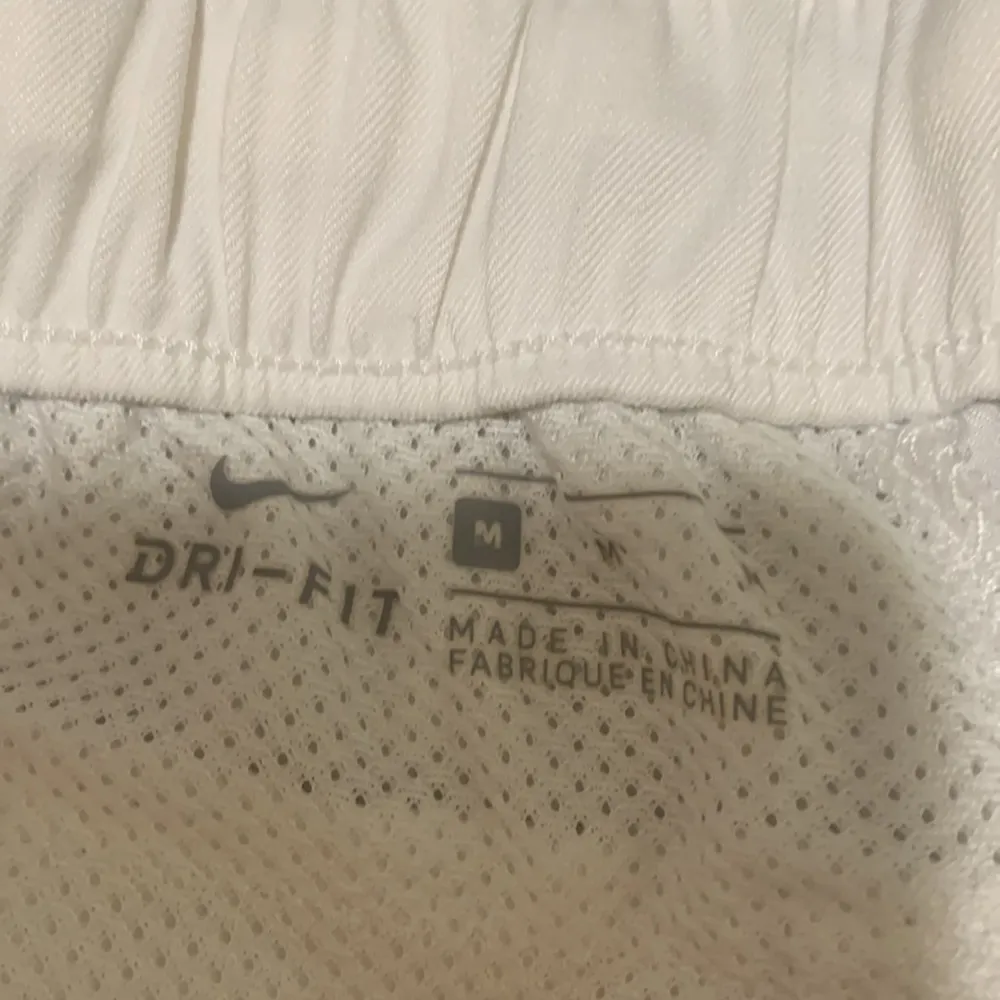 DRI-FIT
M M M
MADE IN CHINA
FABRIQUE EN CHINE